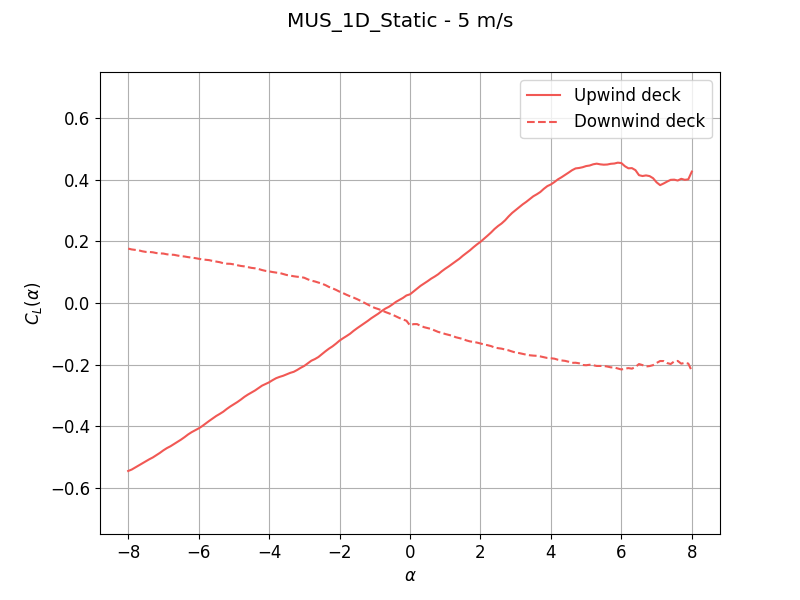 MUS_1D_Static - 5 m/s
Upwind deck
Downwind deck
0.6
0.4
0.2
0.0
−0.2
−0.4
−0.6
C_L(α)
−8 −6 −4 −2 0 2 4 6 8
α